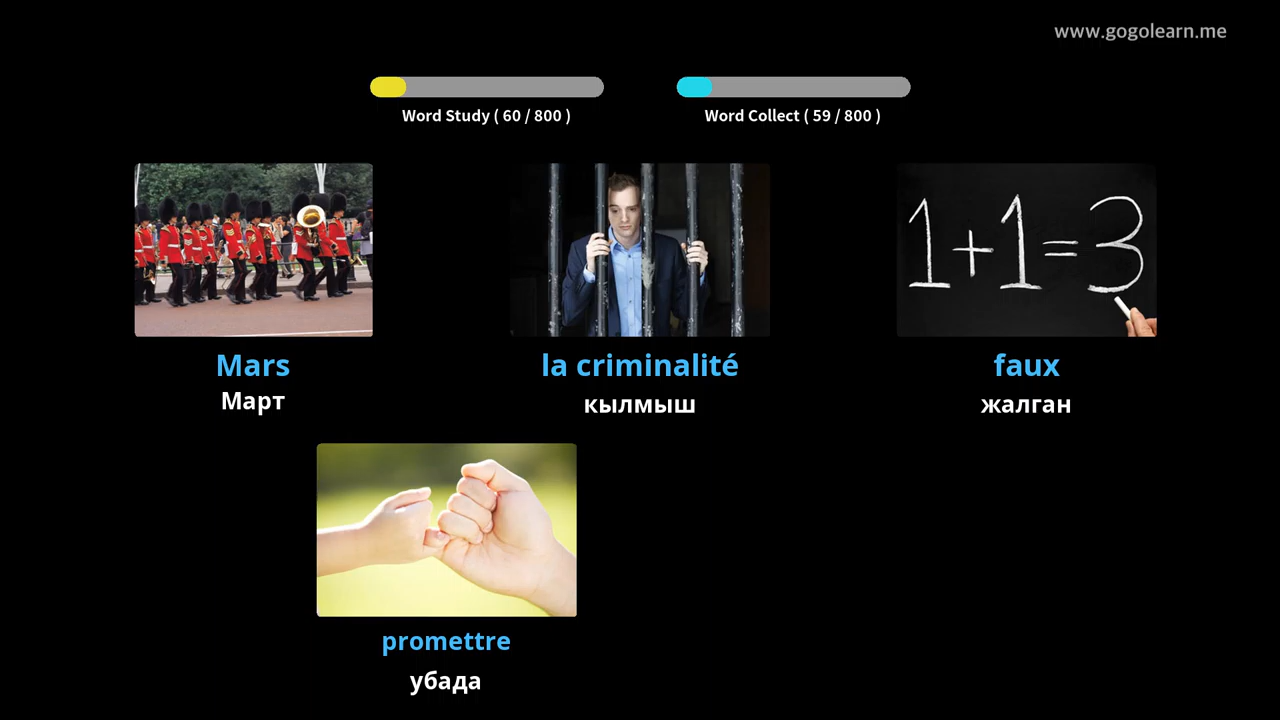 www.gogolearn.me
Word Study ( 60 / 800 )
Word Collect ( 59 / 800 )
1+1=3
Mars
Март
la criminalité
кылмыш
faux
жалган
promettre
убада